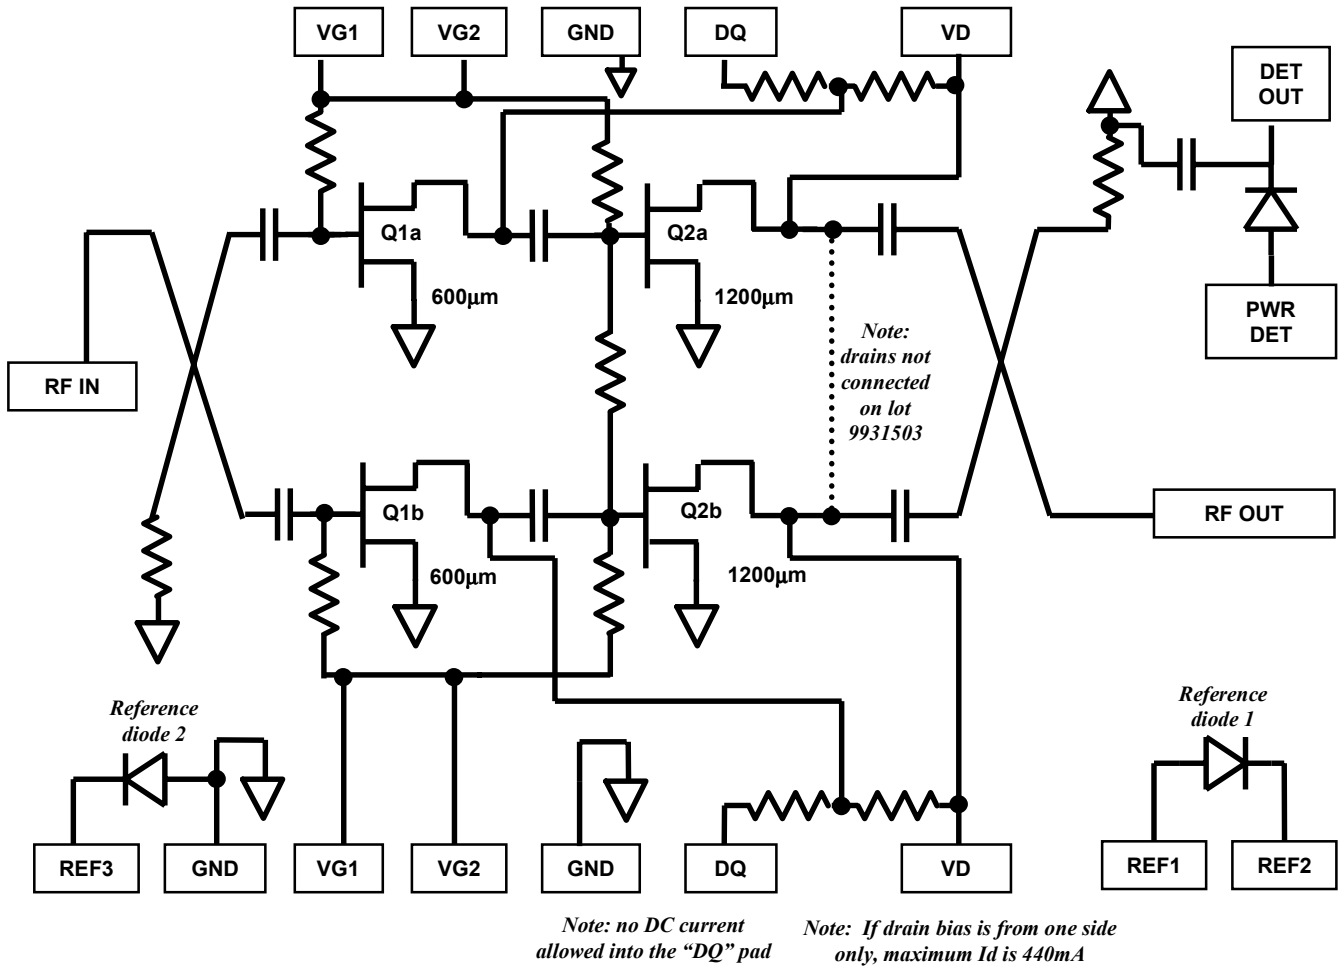 VG1
VG2
GND
DQ
VD
DET
OUT
Q1a
Q2a
600µm
1200µm
PWR
DET
Note:
drains not
connected
on lot
9931503
RF IN
Q1b
Q2b
RF OUT
600µm
1200µm
Reference
diode 2
Reference
diode 1
REF3
GND
VG1
VG2
GND
DQ
VD
REF1
REF2
Note: no DC current
allowed into the “DQ” pad
Note: If drain bias is from one side
only, maximum Id is 440mA